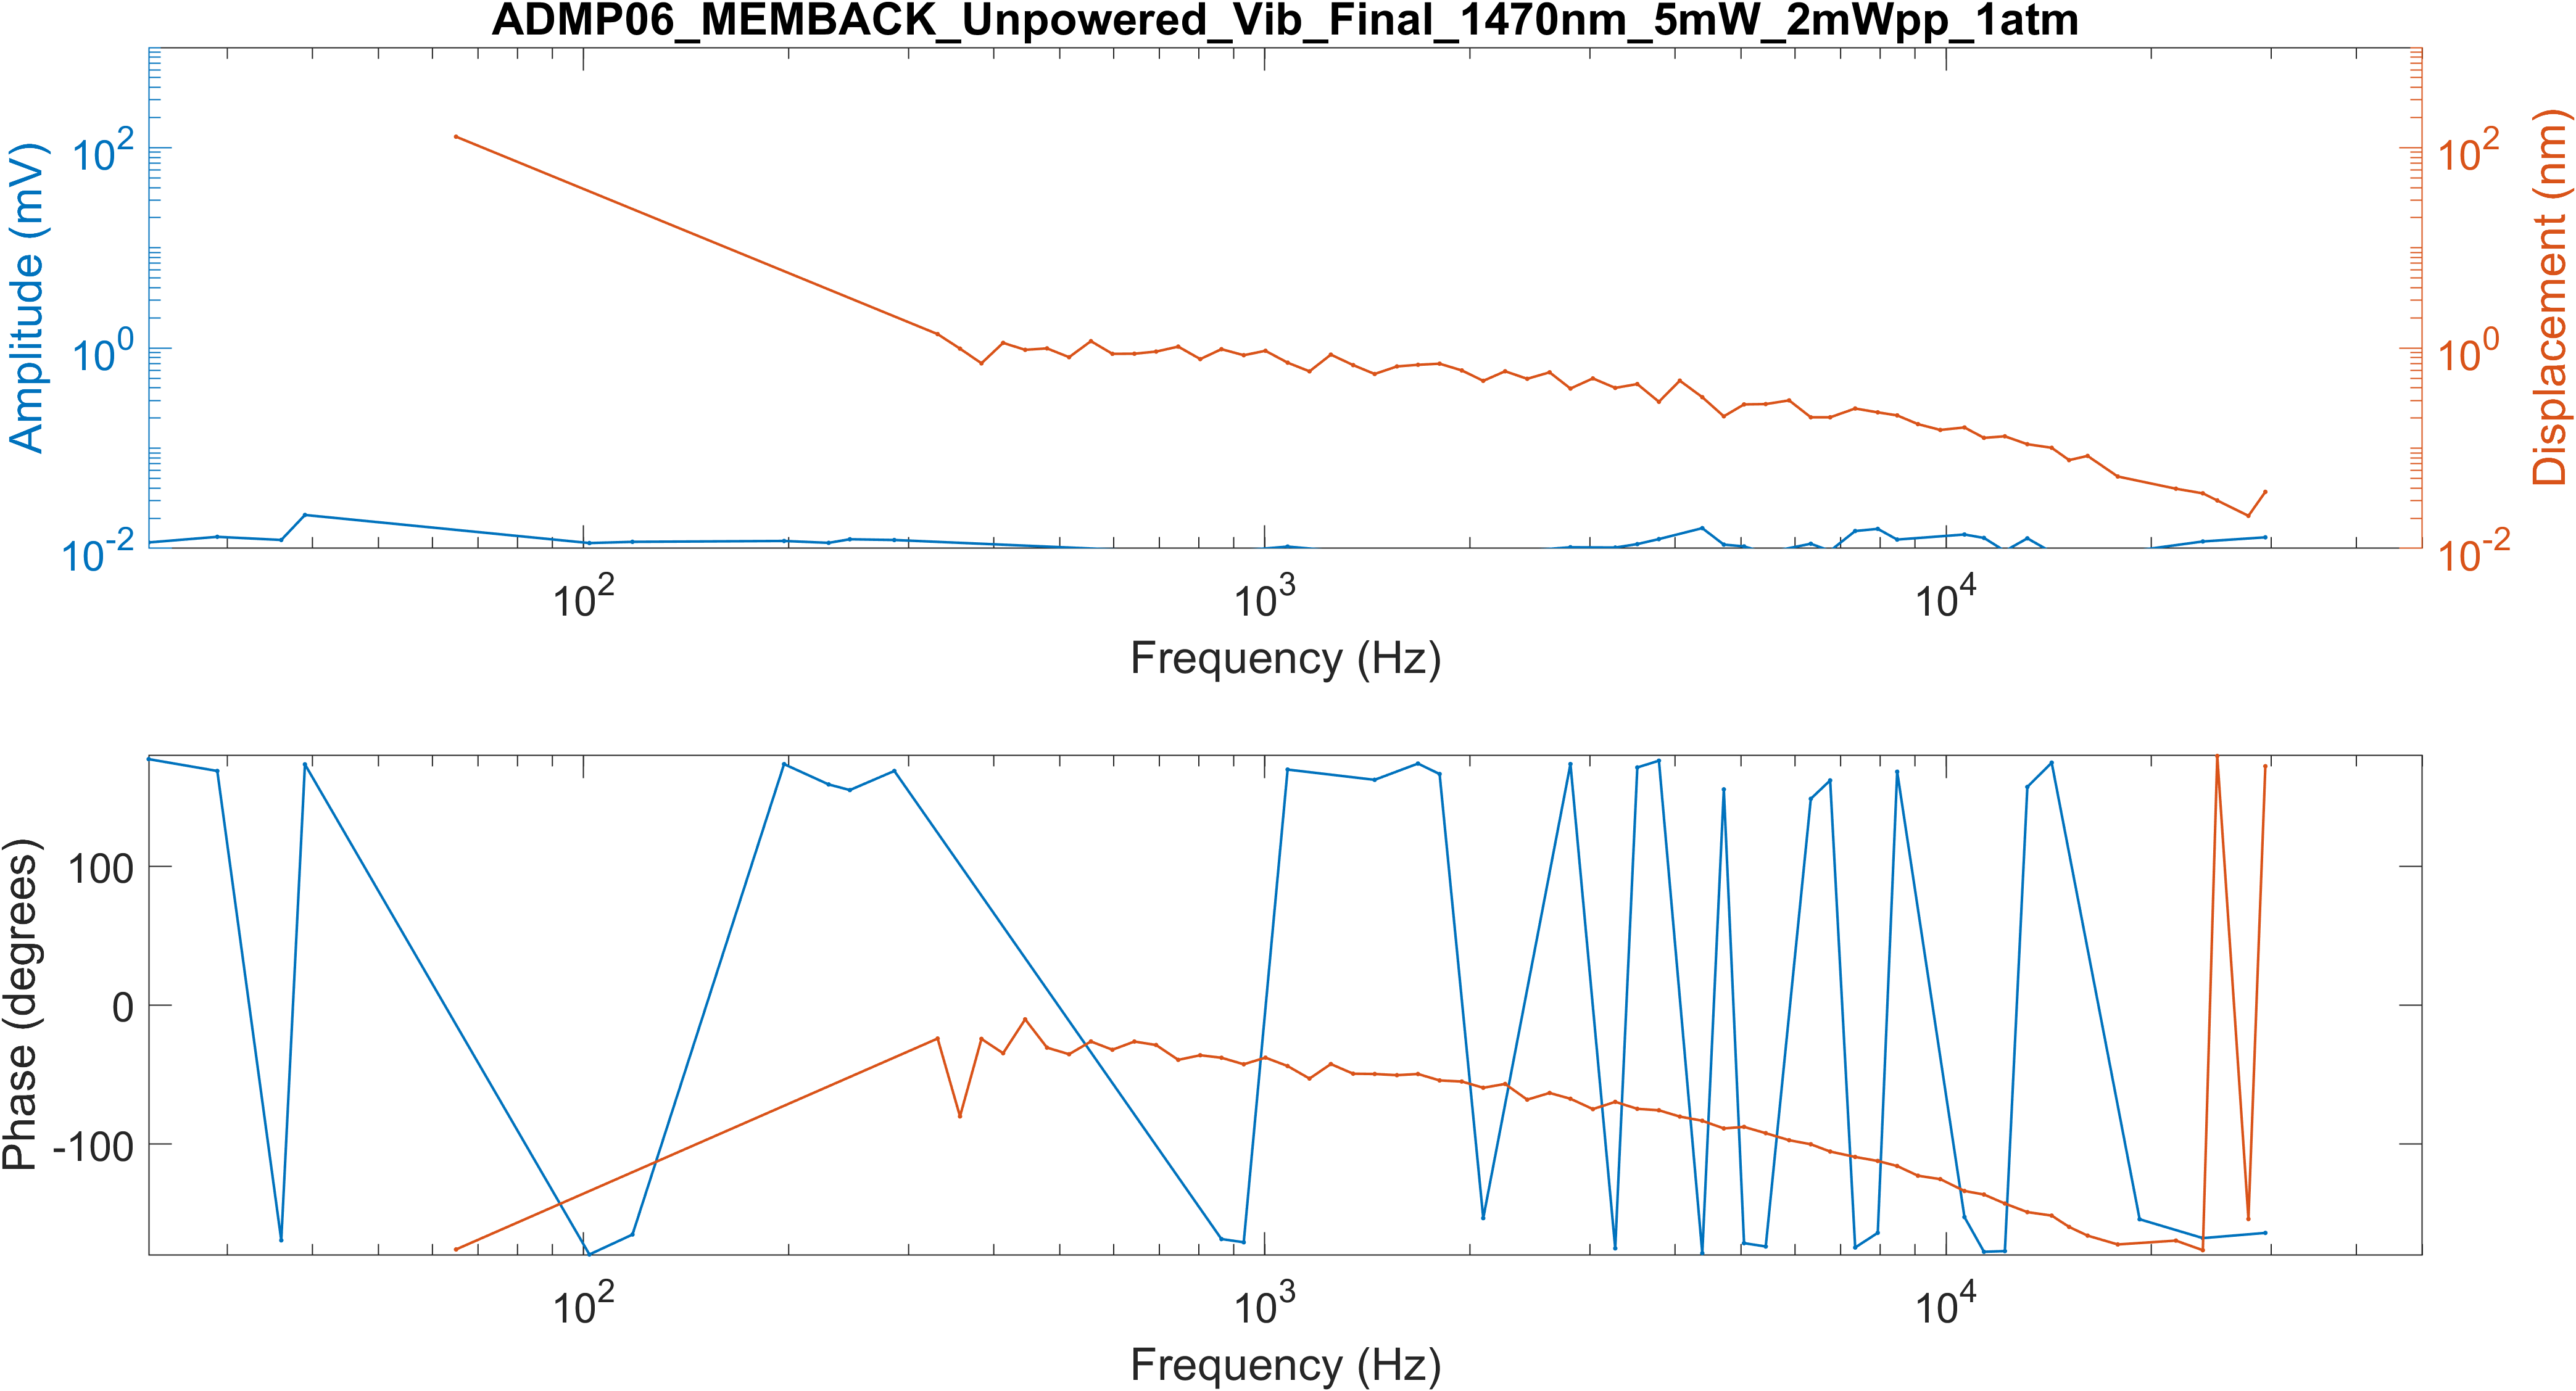 ADMP06_MEMBACK_Unpowered_Vib_Final_1470nm_5mW_2mWpp_1atm
Amplitude (mV)
10^2
10^0
10^-2
10^2
10^0
10^-2
Displacement (nm)
10^2
10^3
10^4
Frequency (Hz)
Phase (degrees)
100
0
-100
10^2
10^3
10^4
Frequency (Hz)